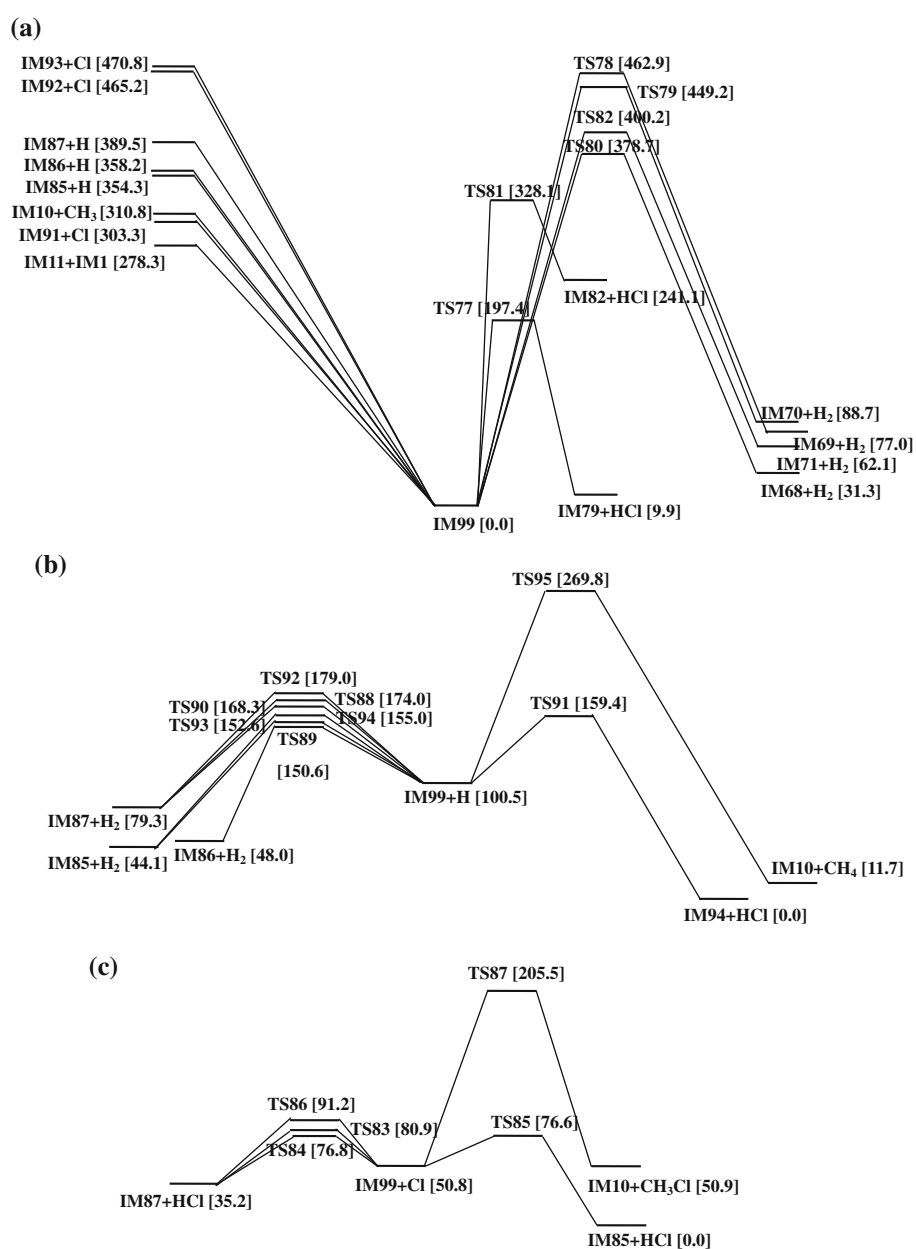 (a)
IM93+Cl [470.8]
IM92+Cl [465.2]
IM87+H [389.5]
IM86+H [358.2]
IM85+H [354.3]
IM10+CH₃ [310.8]
IM91+Cl [303.3]
IM11+IM1 [278.3]
TS78 [462.9]
TS79 [449.2]
TS82 [400.2]
TS80 [378.7]
TS81 [328.1]
IM82+HCl [241.1]
TS77 [197.4]
IM70+H₂ [88.7]
IM69+H₂ [77.0]
IM71+H₂ [62.1]
IM68+H₂ [31.3]
IM79+HCl [9.9]
IM99 [0.0]
(b)
TS95 [269.8]
TS92 [179.0]
TS90 [168.3]
TS88 [174.0]
TS93 [152.6]
TS94 [155.0]
TS89
[150.6]
TS91 [159.4]
IM99+H [100.5]
IM87+H₂ [79.3]
IM85+H₂ [44.1]
IM86+H₂ [48.0]
IM10+CH₄ [11.7]
IM94+HCl [0.0]
(c)
TS87 [205.5]
TS86 [91.2]
TS83 [80.9]
TS84 [76.8]
TS85 [76.6]
IM87+HCl [35.2]
IM99+Cl [50.8]
IM10+CH₃Cl [50.9]
IM85+HCl [0.0]